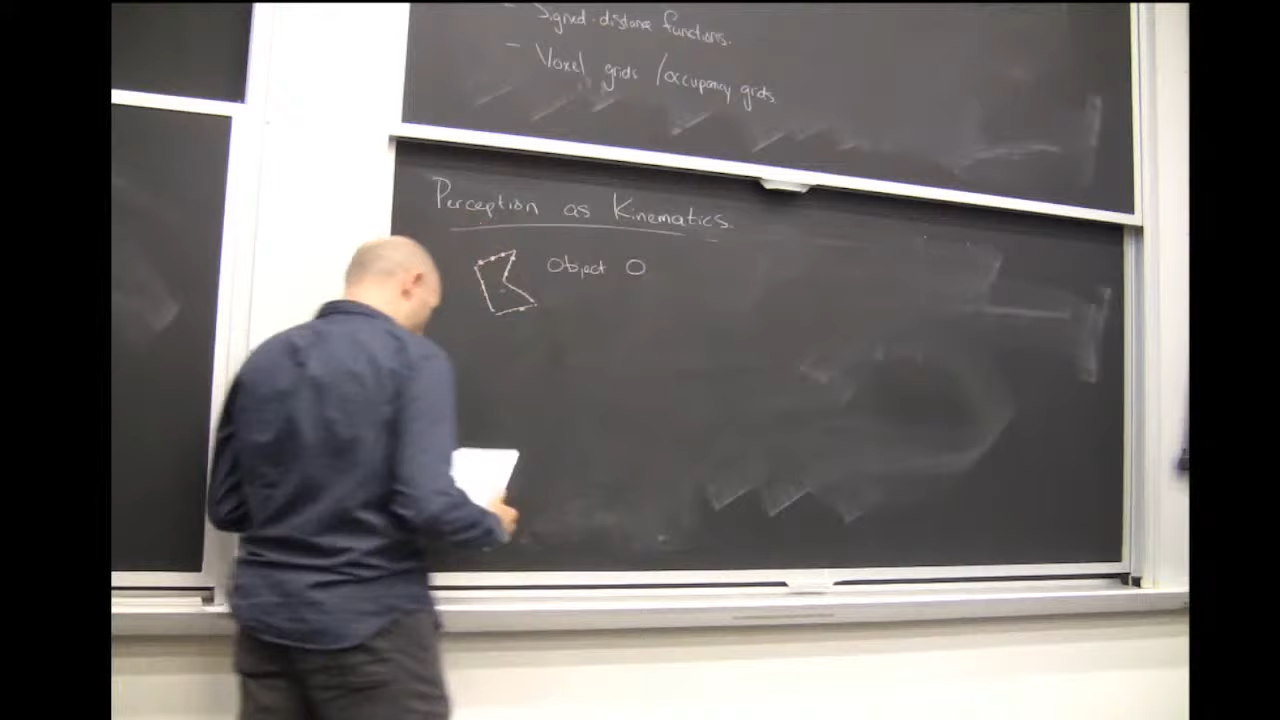 - Signed-distance functions.
- Voxel grids / occupancy grids.
Perception as Kinematics.
Object O